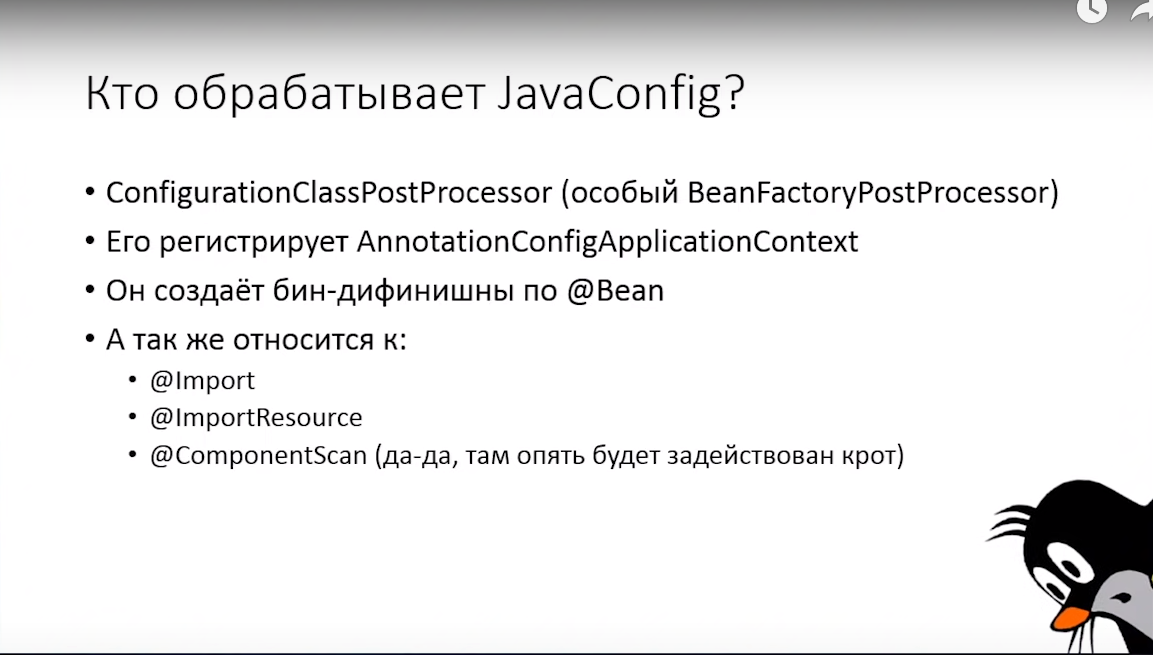 Кто обрабатывает JavaConfig?
• ConfigurationClassPostProcessor (особый BeanFactoryPostProcessor)
• Его регистрирует AnnotationConfigApplicationContext
• Он создаёт бин-дифинишны по @Bean
• А так же относится к:
• @Import
• @ImportResource
• @ComponentScan (да-да, там опять будет задействован крот)